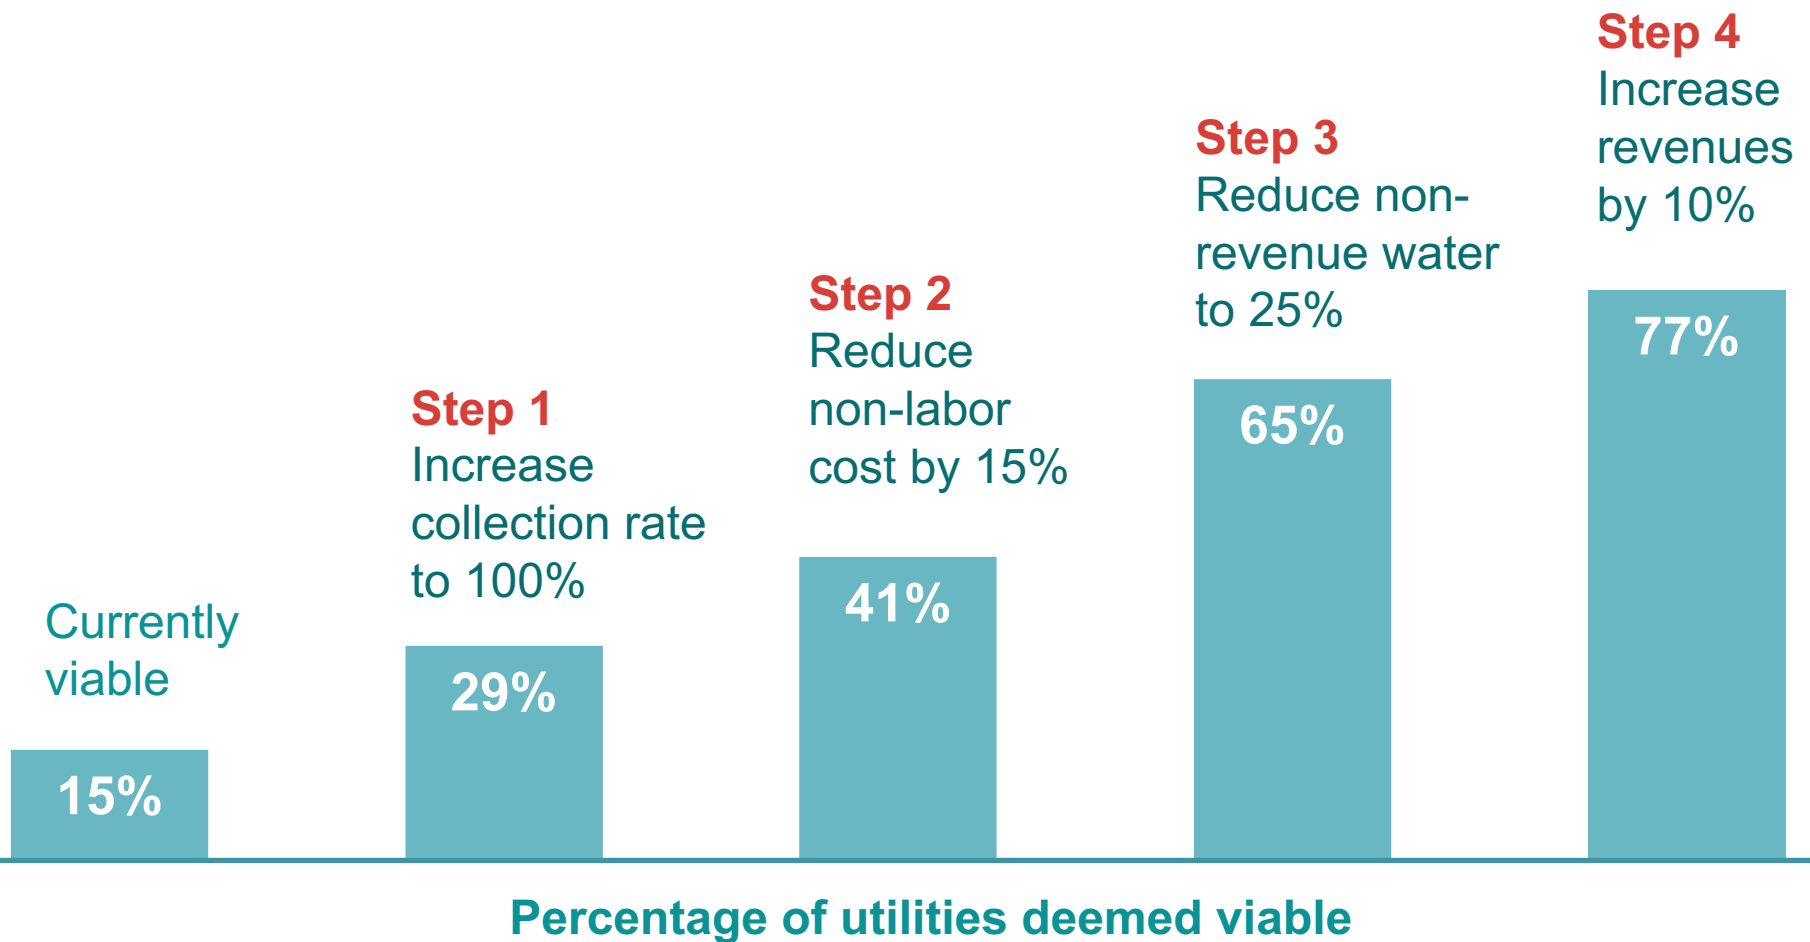 Currently
viable
15%
Step 1
Increase
collection rate
to 100%
29%
Step 2
Reduce
non-labor
cost by 15%
41%
Step 3
Reduce non-
revenue water
to 25%
65%
Step 4
Increase
revenues
by 10%
77%
Percentage of utilities deemed viable